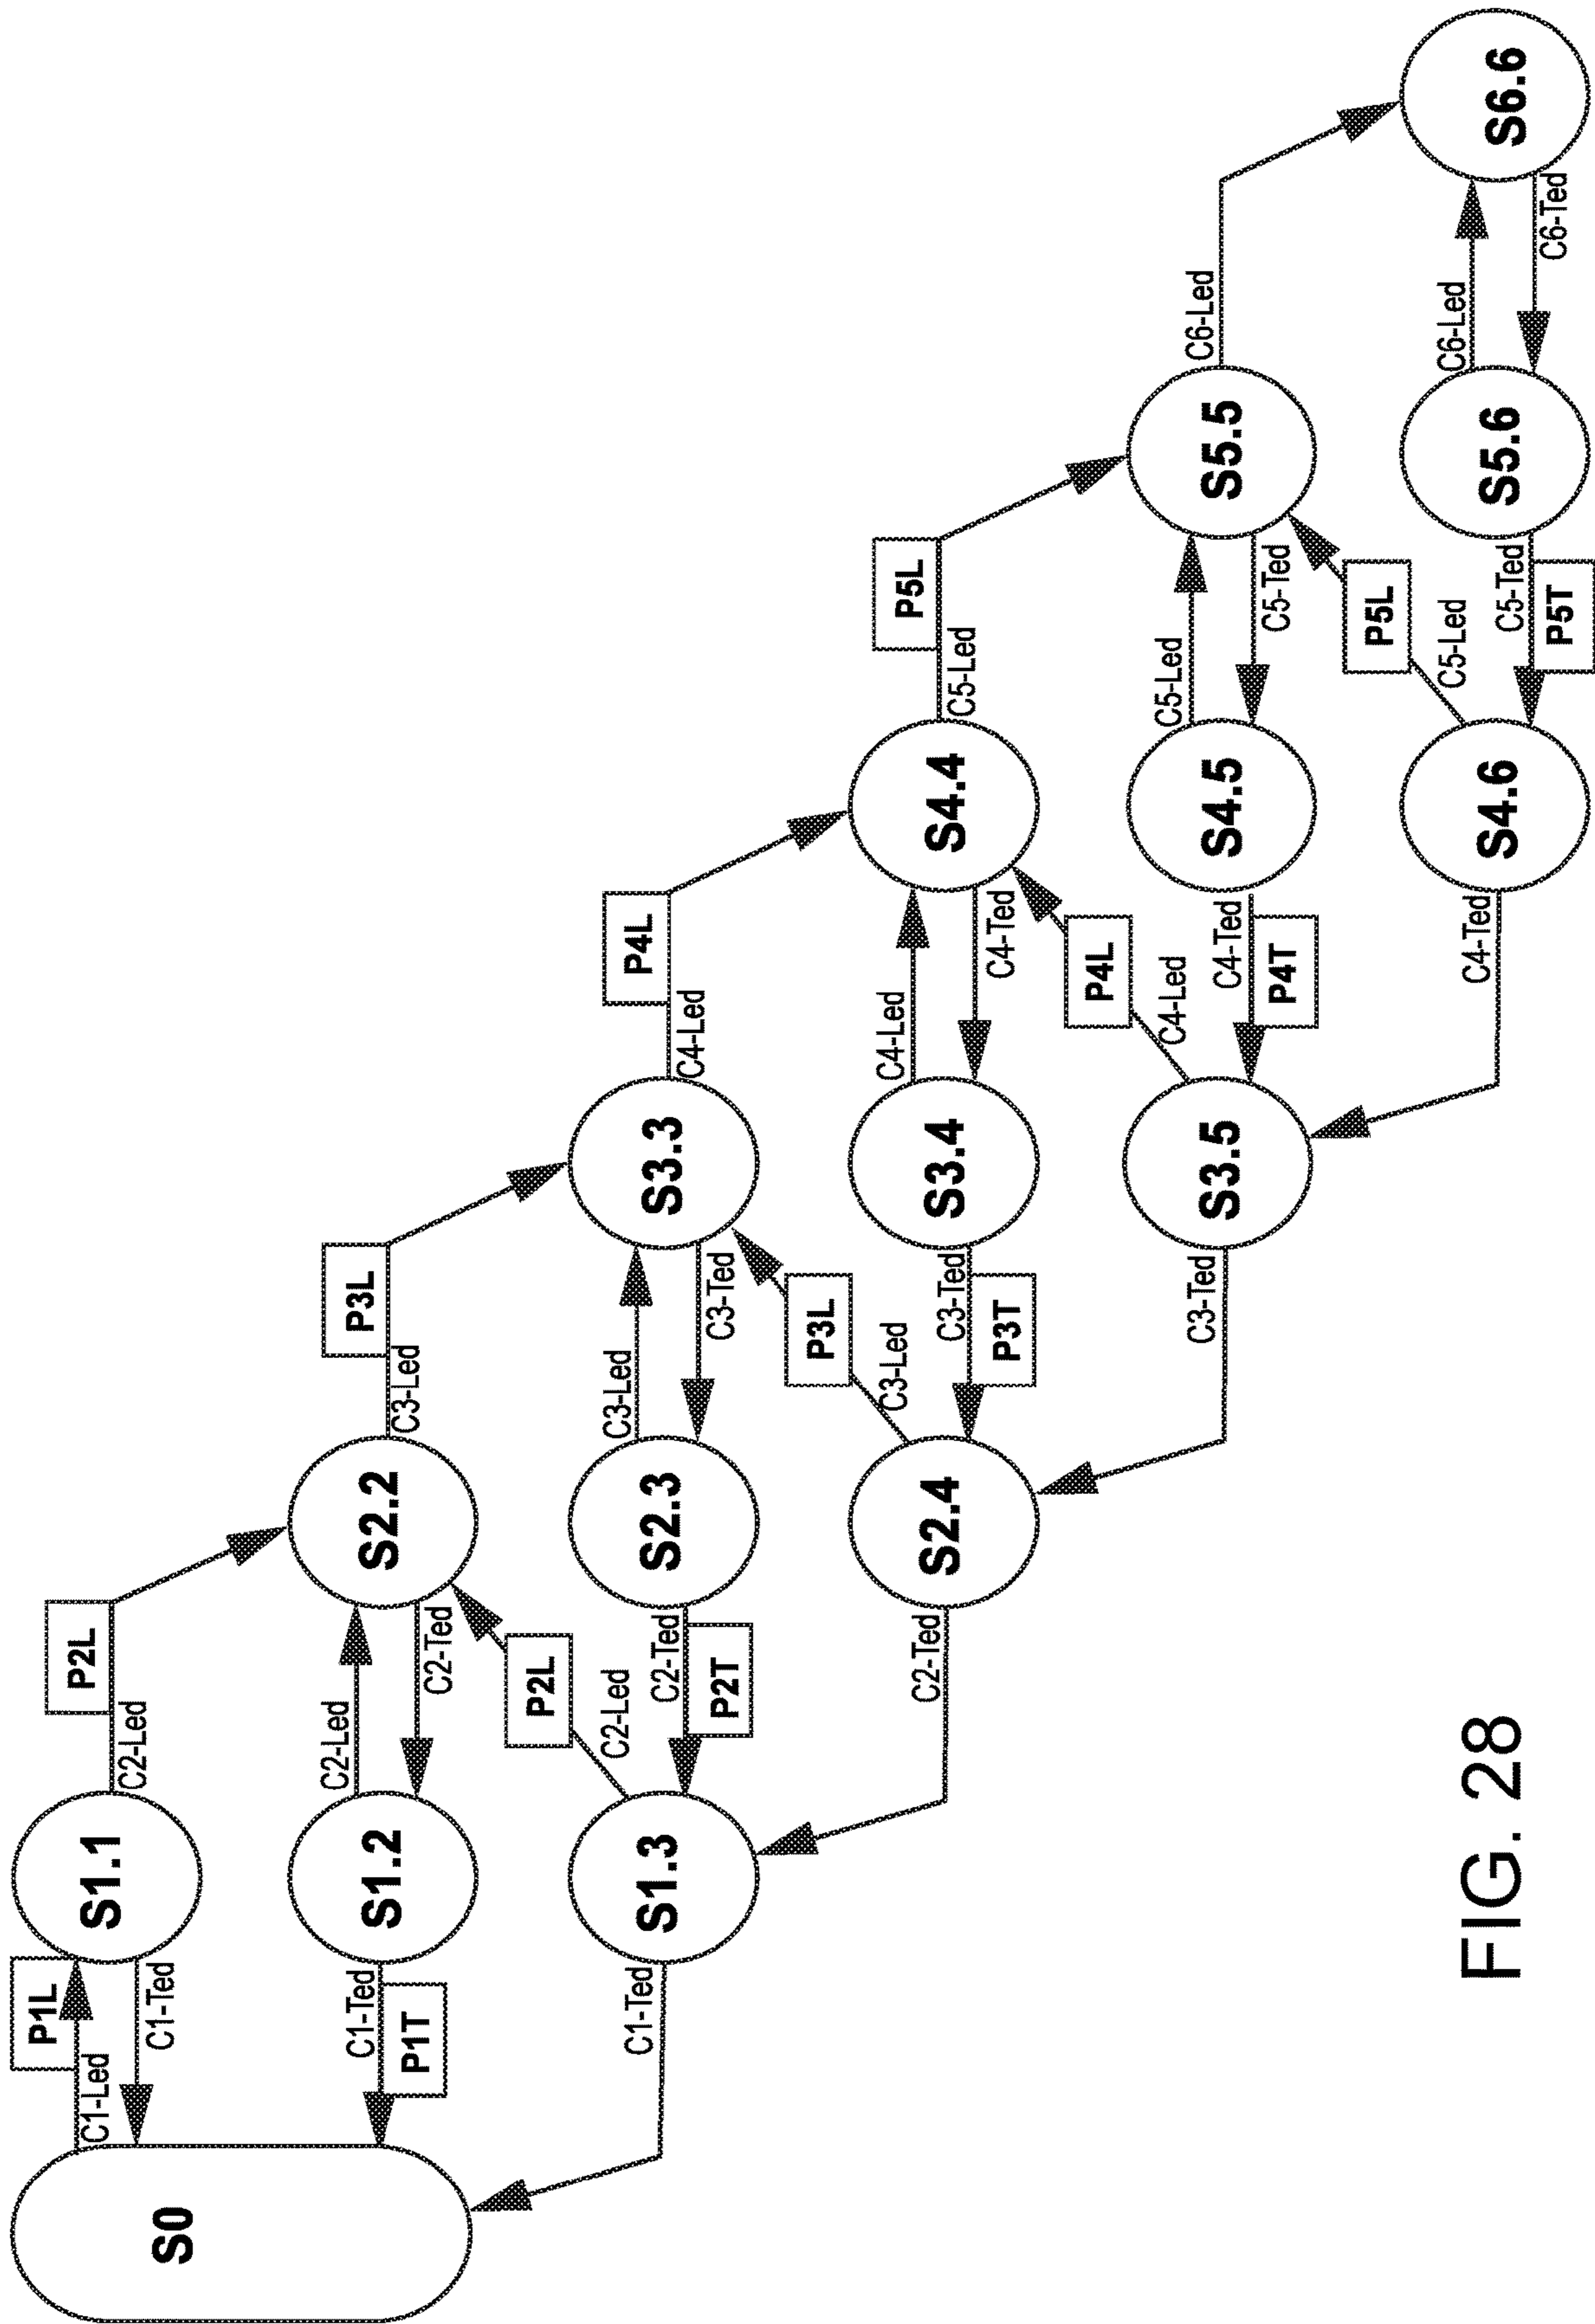 P1L
P2L
C1-Led
S1.1
C2-Led
C1-Ted
S0
C2-Led
P3L
C1-Ted
S1.2
S2.2
C3-Led
P1T
C2-Ted
P2L
C2-Led
C3-Led
P4L
C1-Ted
S1.3
C2-Ted
S2.3
S3.3
C4-Led
P2T
C3-Ted
P3L
C3-Led
C4-Led
P5L
C2-Ted
S2.4
C3-Ted
S3.4
S4.4
C5-Led
P3T
C4-Ted
P4L
C4-Led
C5-Led
C6-Led
C3-Ted
S3.5
C4-Ted
S4.5
S5.5
P4T
C5-Ted
P5L
C5-Led
C6-Led
C4-Ted
S4.6
C5-Ted
S5.6
S6.6
P5T
C6-Ted
FIG. 28